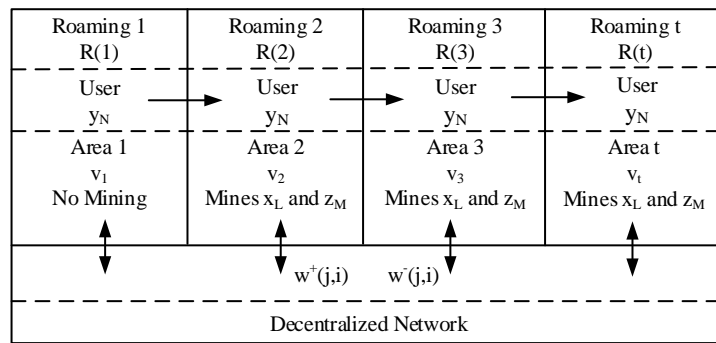 Roaming 1 Roaming 2 Roaming 3 Roaming t
R(1) R(2) R(3) R(t)
User User User User
y_N y_N y_N y_N
Area 1 Area 2 Area 3 Area t
v_1 v_2 v_3 v_t
No Mining Mines x_L and z_M Mines x_L and z_M Mines x_L and z_M
w^+(j,i) w^-(j,i)
Decentralized Network